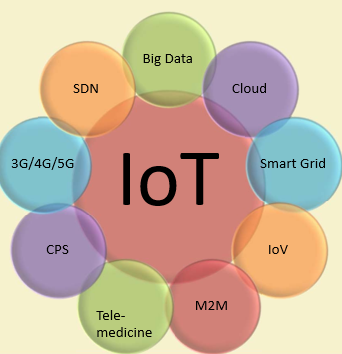 Big Data
SDN
Cloud
3G/4G/5G
IoT
Smart Grid
CPS
IoV
Tele-
medicine
M2M